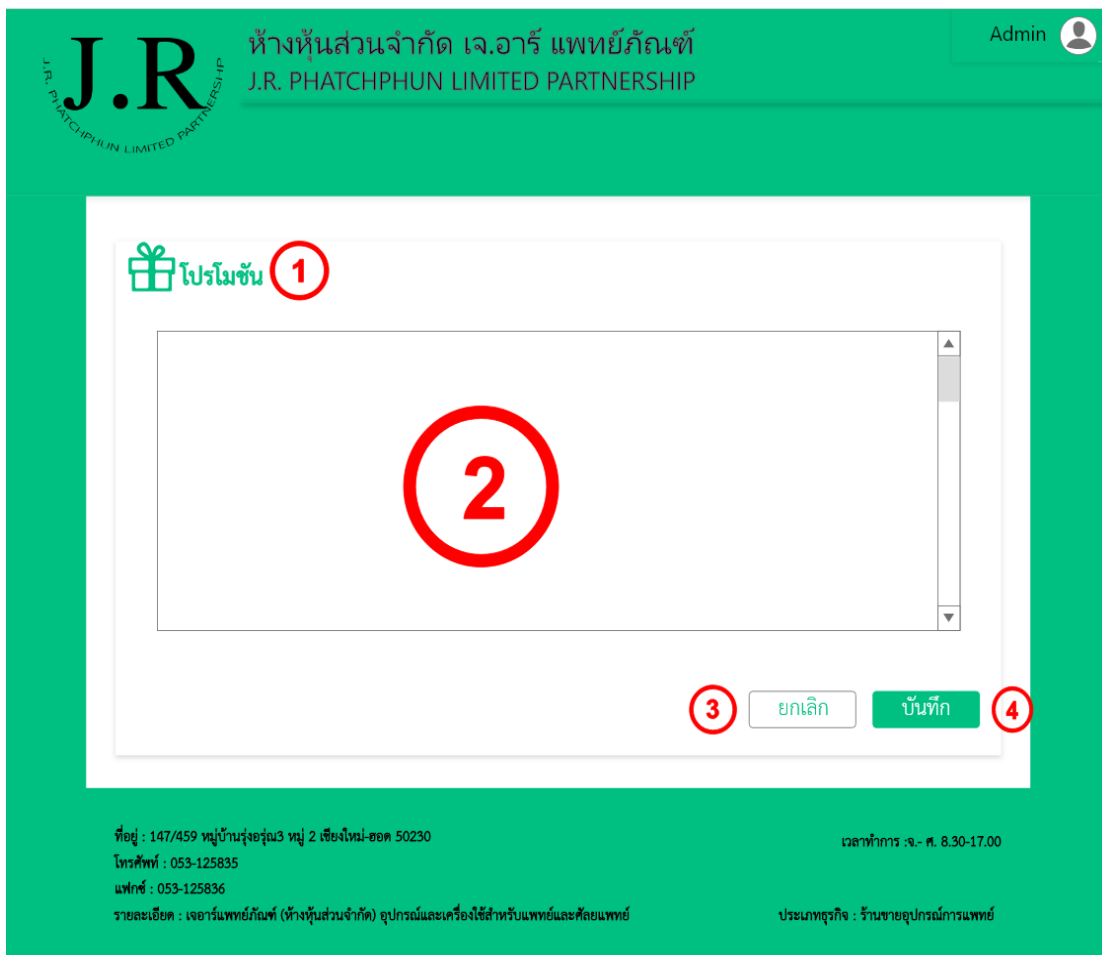 J.R
J.R. PHATCHPHUN LIMITED PARTNERSHIP
ห้างหุ้นส่วนจำกัด เจ.อาร์ แพทย์ภัณฑ์
J.R. PHATCHPHUN LIMITED PARTNERSHIP
Admin
โปรโมชัน 1
2
3 ยกเลิก บันทึก 4
ที่อยู่ : 147/459 หมู่บ้านรุ่งอรุ่ณ3 หมู่ 2 เชียงใหม่-ฮอด 50230
เวลาทำการ :จ.- ศ. 8.30-17.00
โทรศัพท์ : 053-125835
แฟกซ์ : 053-125836
รายละเอียด : เจอาร์แพทย์ภัณฑ์ (ห้างหุ้นส่วนจำกัด) อุปกรณ์และเครื่องใช้สำหรับแพทย์และศัลยแพทย์
ประเภทธุรกิจ : ร้านขายอุปกรณ์การแพทย์